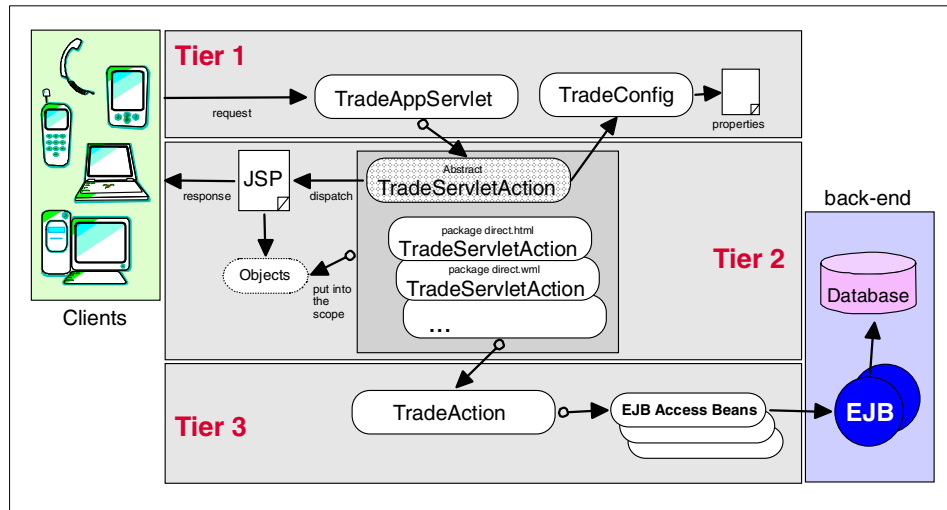 Tier 1
TradeAppServlet
TradeConfig
request
properties
Abstract
TradeServletAction
JSP
response
dispatch
package direct.html
TradeServletAction
package direct.wml
TradeServletAction
...
Objects
put into
the
scope
Tier 2
Clients
back-end
Database
EJB
Tier 3
TradeAction
EJB Access Beans